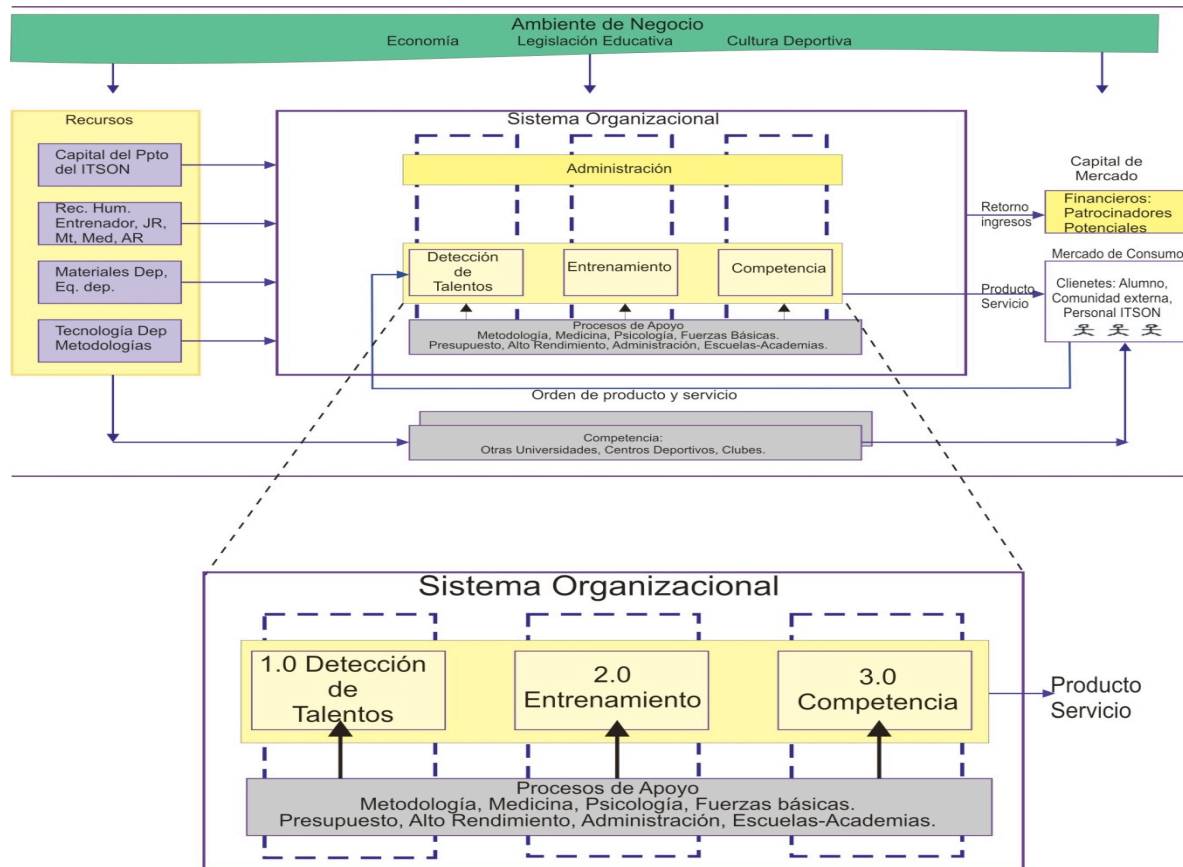 Ambiente de Negocio
Economía
Legislación Educativa
Cultura Deportiva
Recursos
Capital del Ppto
del ITSON
Rec. Hum.
Entrenador, JR,
Mt, Med, AR
Materiales Dep,
Eq. dep.
Tecnología Dep
Metodologías
Sistema Organizacional
Administración
Detección
de
Talentos
Entrenamiento
Competencia
Procesos de Apoyo
Metodología, Medicina, Psicología, Fuerzas Básicas.
Presupuesto, Alto Rendimiento, Administración, Escuelas-Academias.
Retorno
ingresos
Producto
Servicio
Capital de
Mercado
Financieros:
Patrocinadores
Potenciales
Mercado de Consumo
Clienetes: Alumno,
Comunidad externa,
Personal ITSON
Orden de producto y servicio
Competencia:
Otras Universidades, Centros Deportivos, Clubes.
Sistema Organizacional
1.0 Detección
de
Talentos
2.0
Entrenamiento
3.0
Competencia
Producto
Servicio
Procesos de Apoyo
Metodología, Medicina, Psicología, Fuerzas básicas.
Presupuesto, Alto Rendimiento, Administración, Escuelas-Academias.